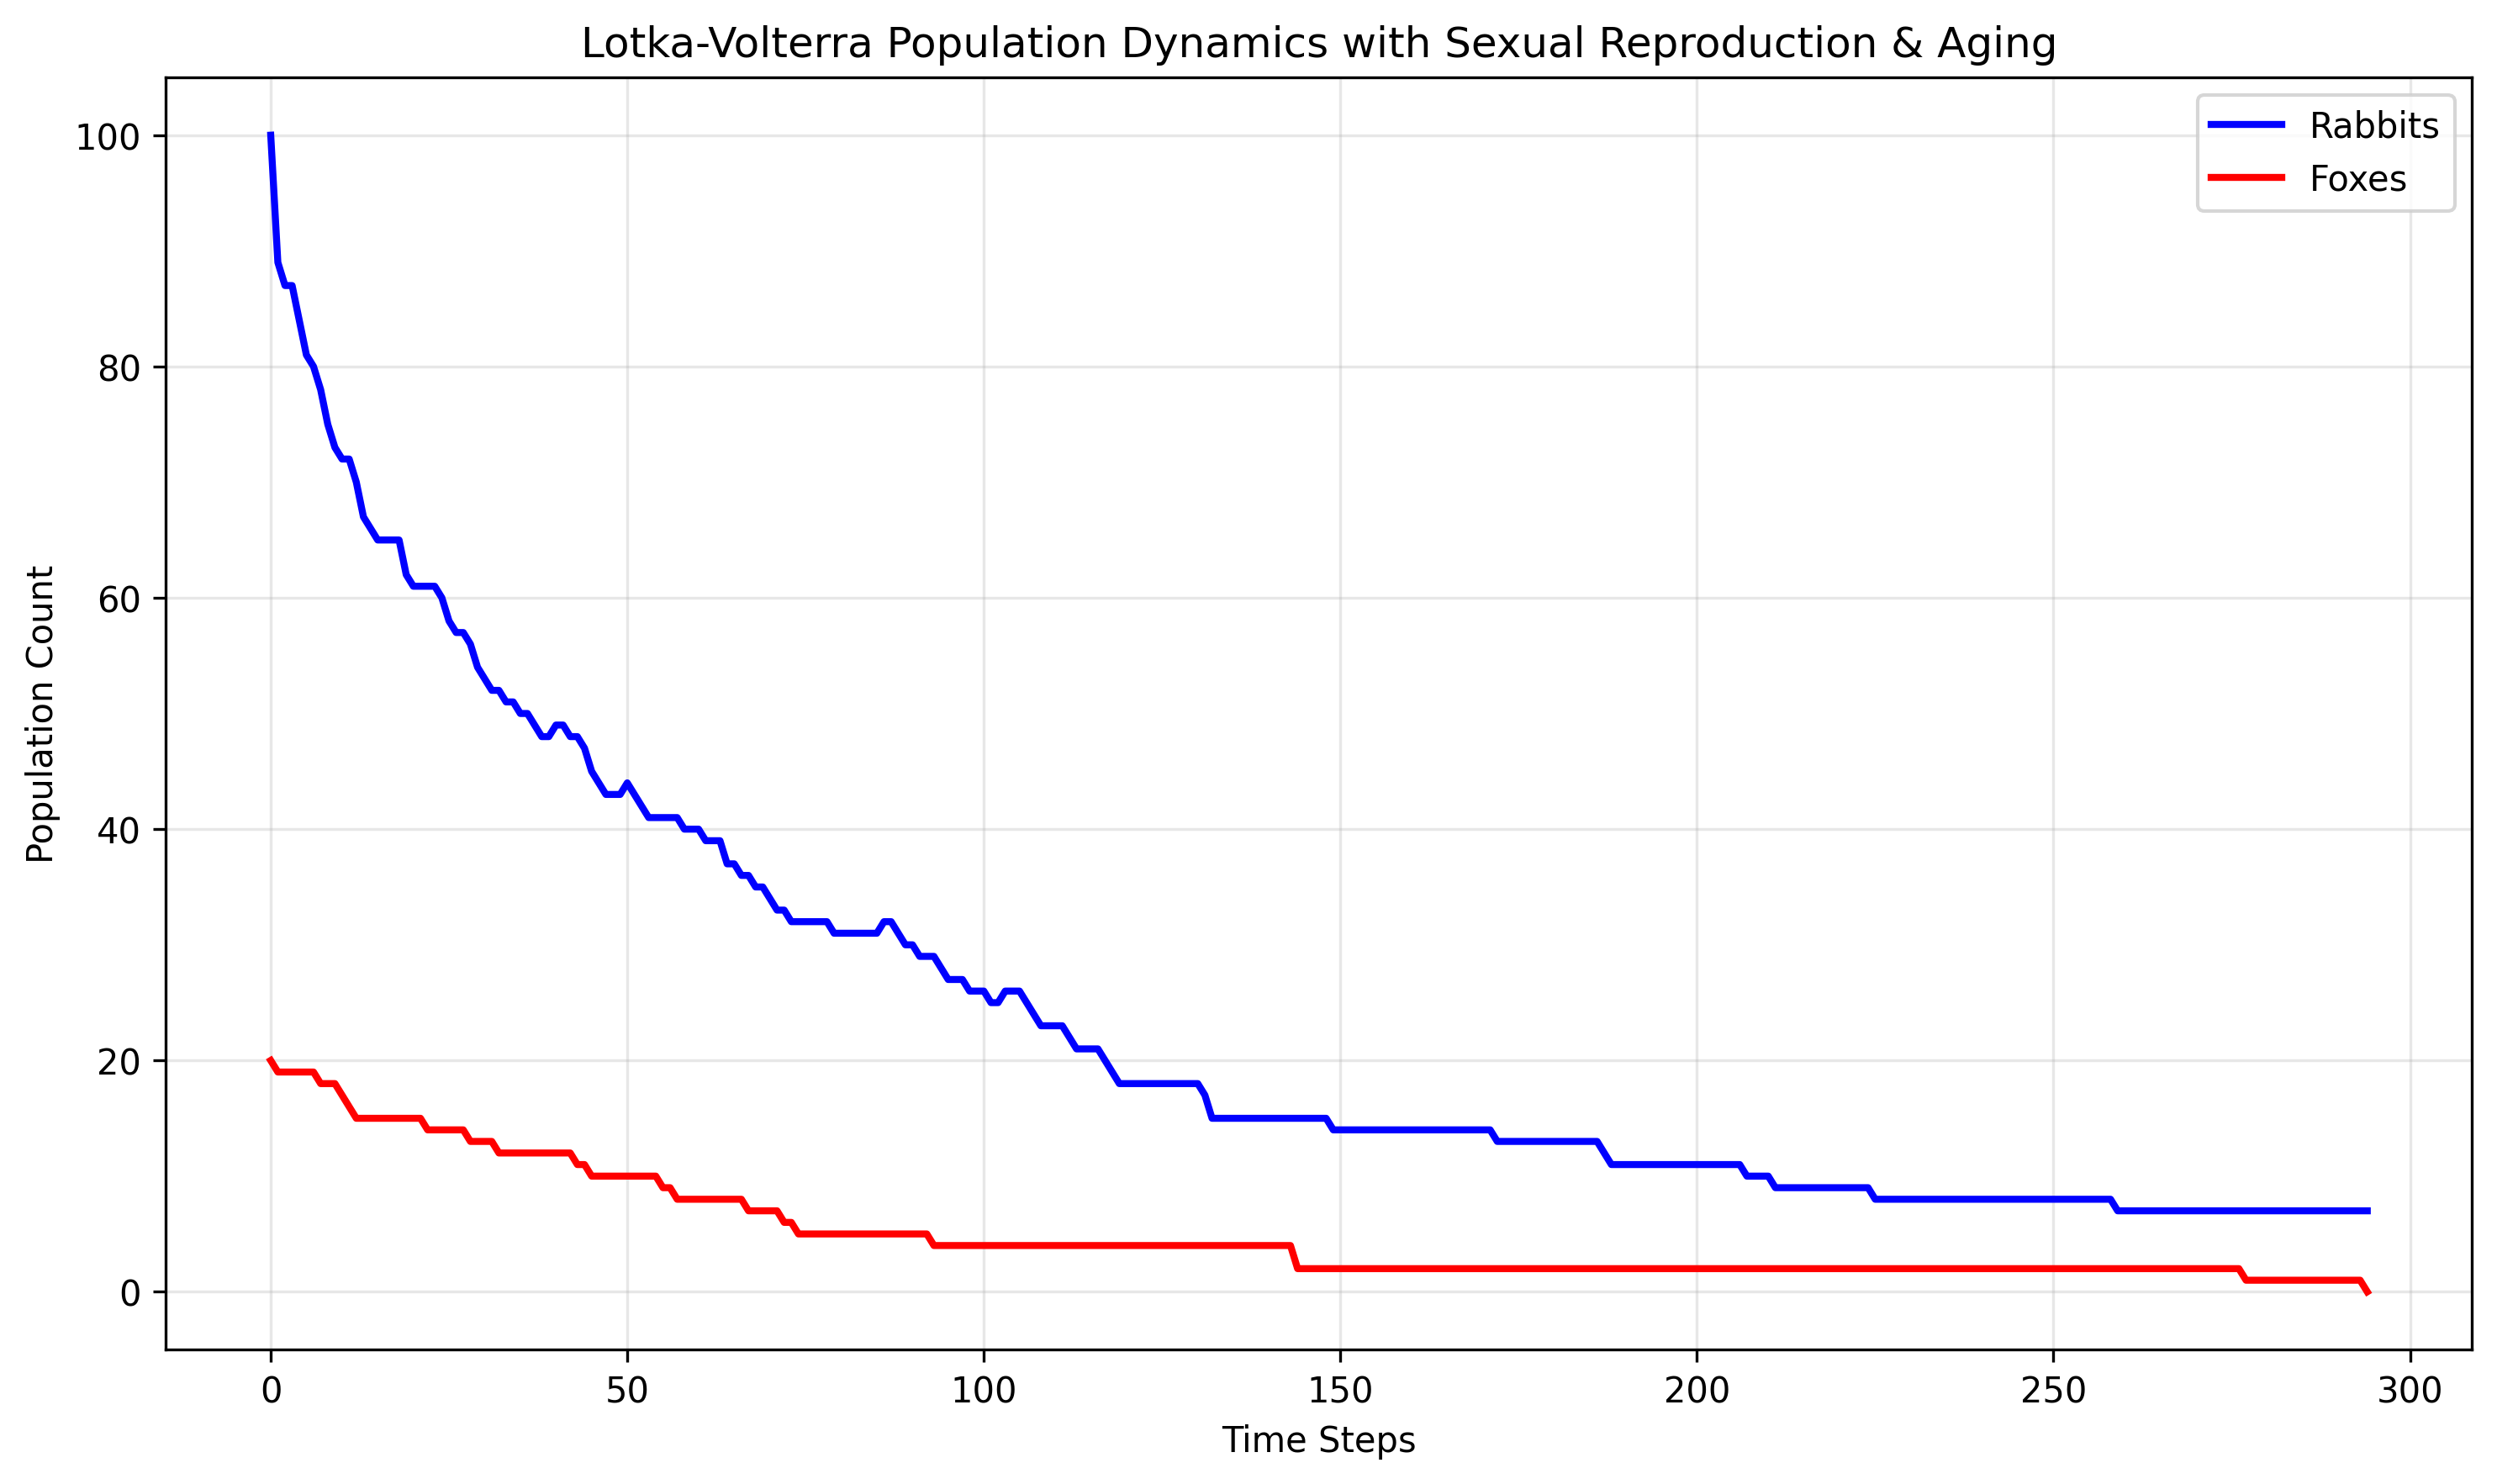 Lotka-Volterra Population Dynamics with Sexual Reproduction & Aging
Rabbits
Foxes
Population Count
100
80
60
40
20
0
0 50 100 150 200 250 300
Time Steps